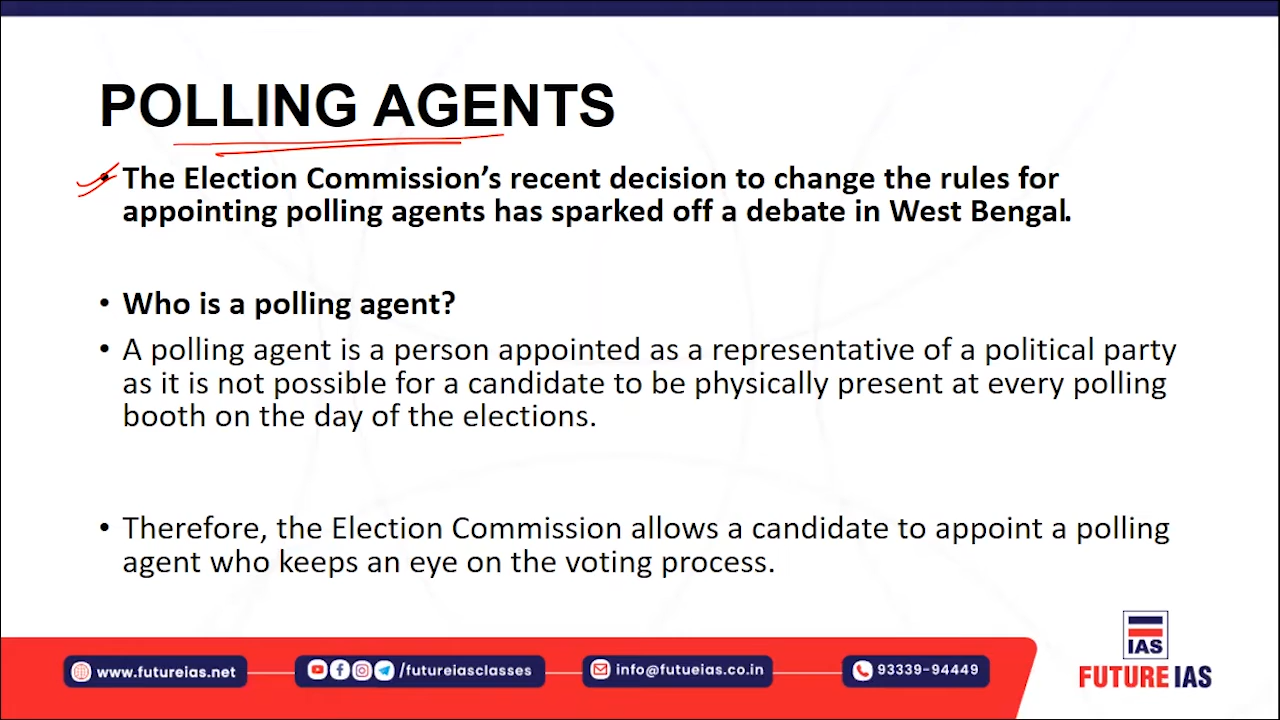 POLLING AGENTS
• The Election Commission’s recent decision to change the rules for
appointing polling agents has sparked off a debate in West Bengal.
• Who is a polling agent?
• A polling agent is a person appointed as a representative of a political party
as it is not possible for a candidate to be physically present at every polling
booth on the day of the elections.
• Therefore, the Election Commission allows a candidate to appoint a polling
agent who keeps an eye on the voting process.
IAS
FUTURE IAS
www.futureias.net
/futureiasclasses
info@futueias.co.in
93339-94449